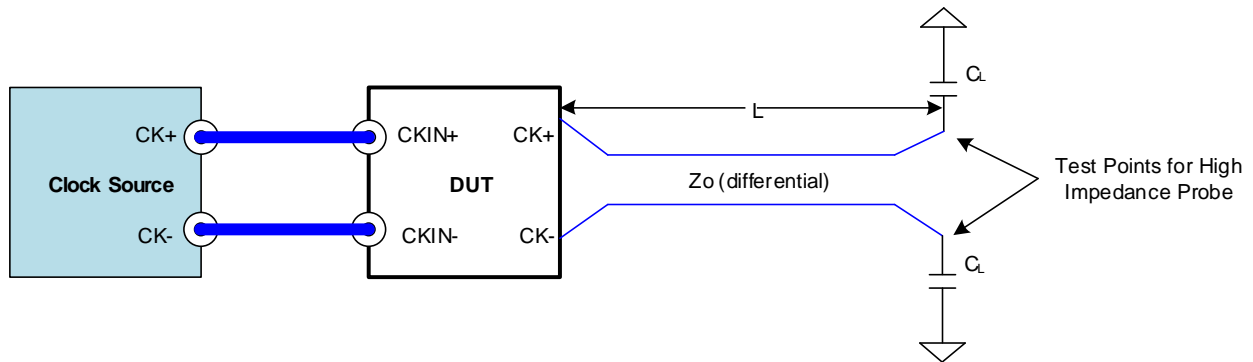 CK+
CK-
Clock Source
CKIN+
CKIN-
DUT
CK+
CK-
L
Zo (differential)
CL
CL
Test Points for High
Impedance Probe